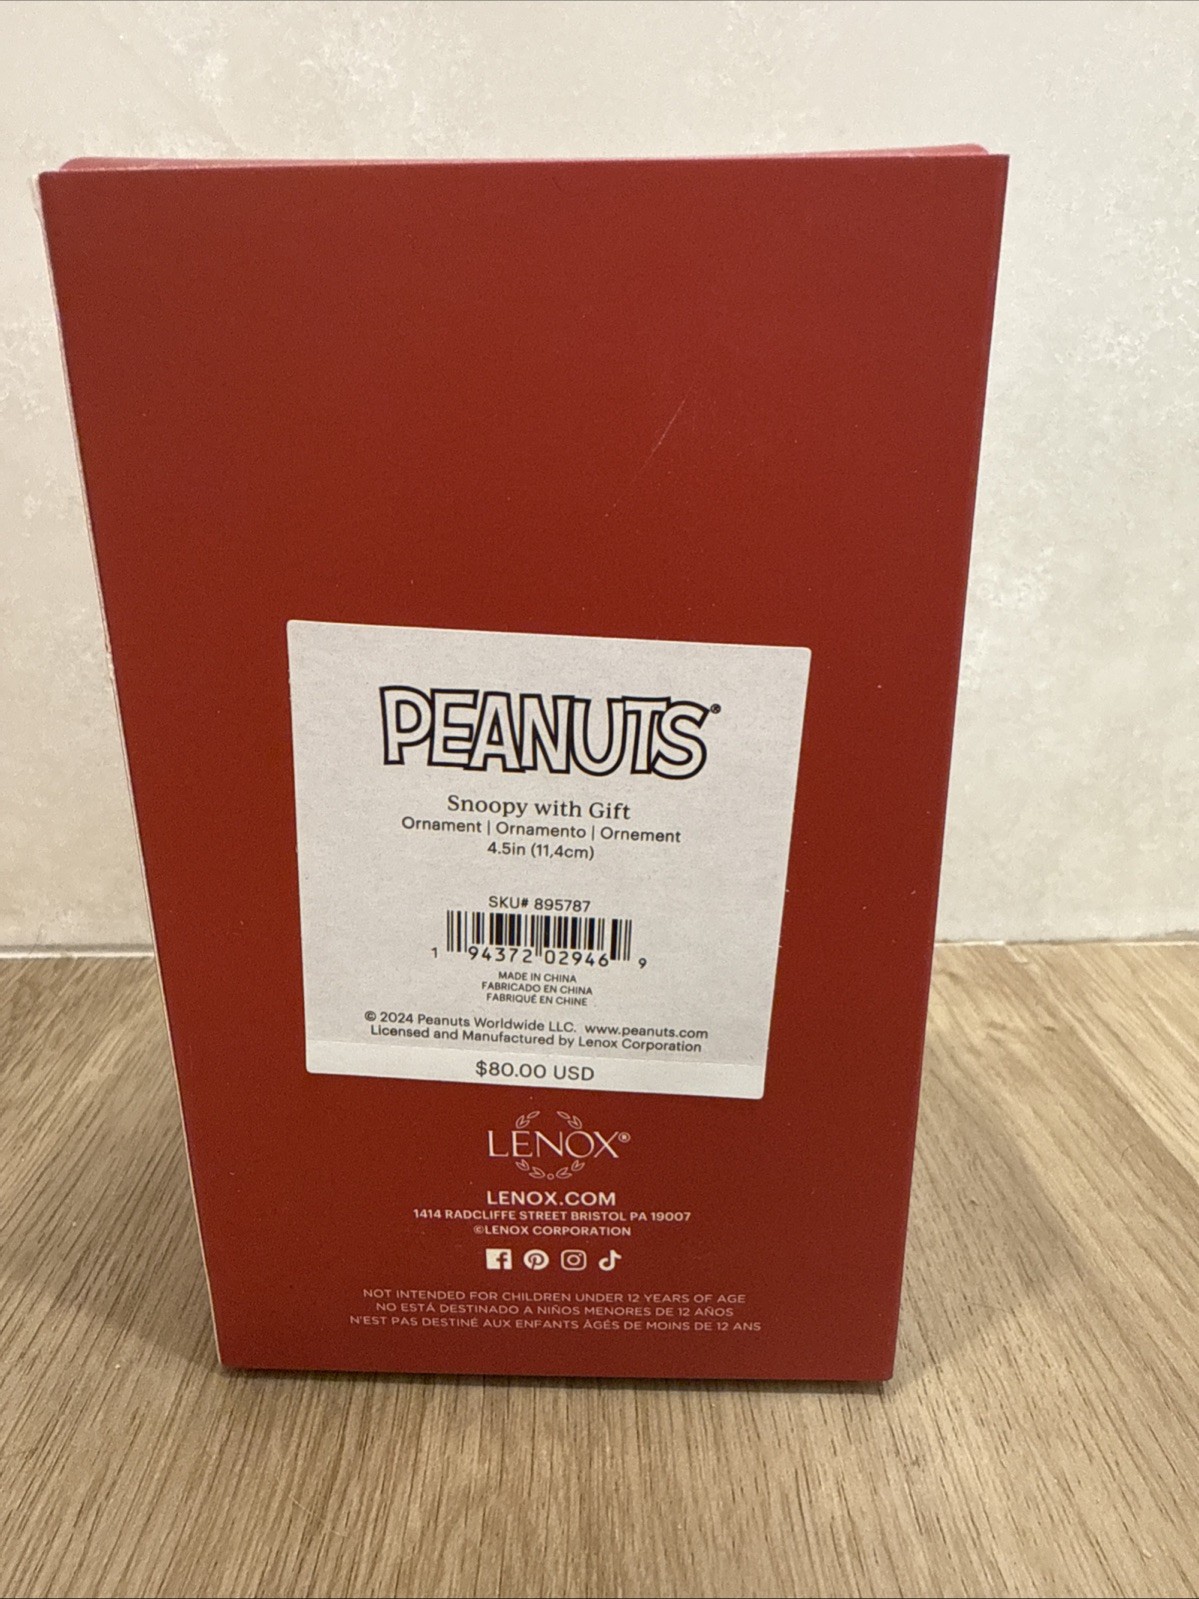 PEANUTS®
Snoopy with Gift
Ornament | Ornamento | Ornement
4.5in (11,4cm)
SKU# 895787
1 94372 02946 9
MADE IN CHINA
FABRICADO EN CHINA
FABRIQUÉ EN CHINE
© 2024 Peanuts Worldwide LLC. www.peanuts.com
Licensed and Manufactured by Lenox Corporation
$80.00 USD
LENOX®
LENOX.COM
1414 RADCLIFFE STREET BRISTOL PA 19007
©LENOX CORPORATION
NOT INTENDED FOR CHILDREN UNDER 12 YEARS OF AGE
NO ESTÁ DESTINADO A NIÑOS MENORES DE 12 AÑOS
N'EST PAS DESTINÉ AUX ENFANTS ÂGÉS DE MOINS DE 12 ANS